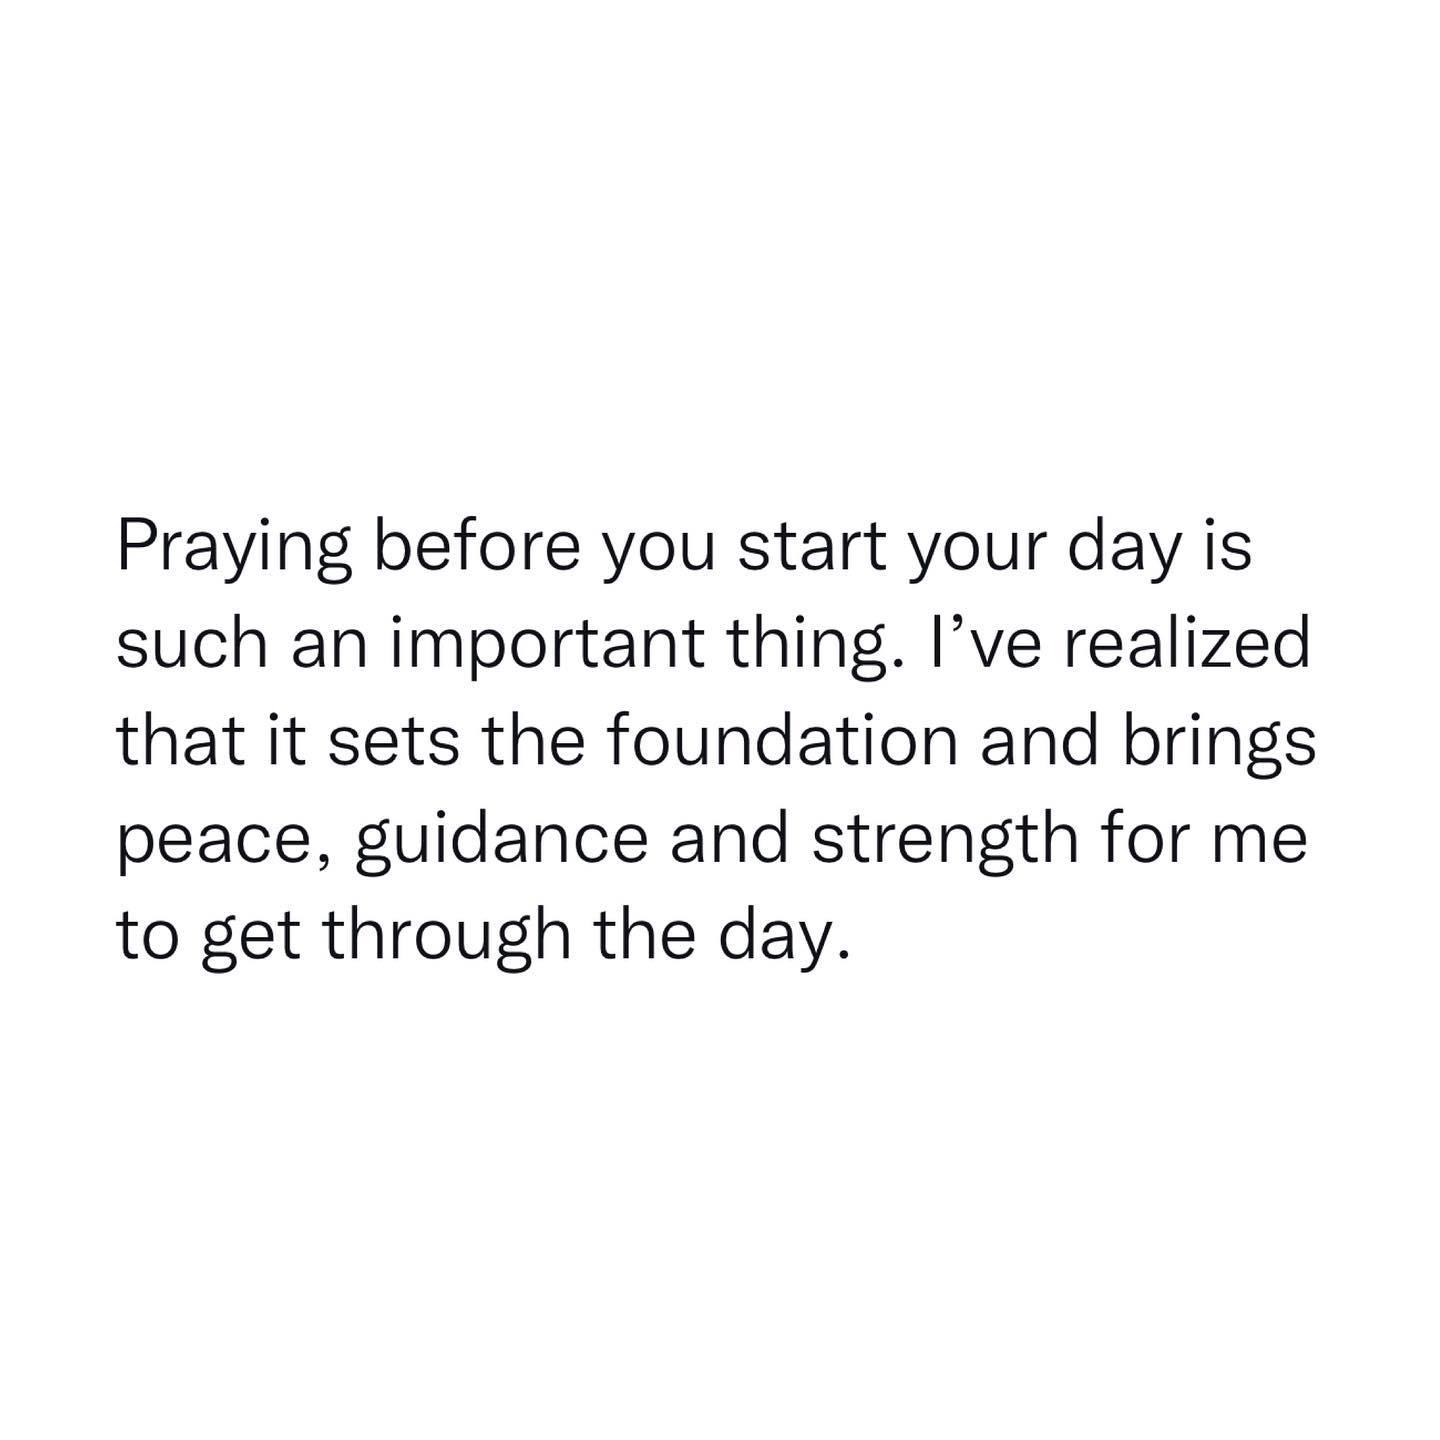 Praying before you start your day is
such an important thing. I’ve realized
that it sets the foundation and brings
peace, guidance and strength for me
to get through the day.